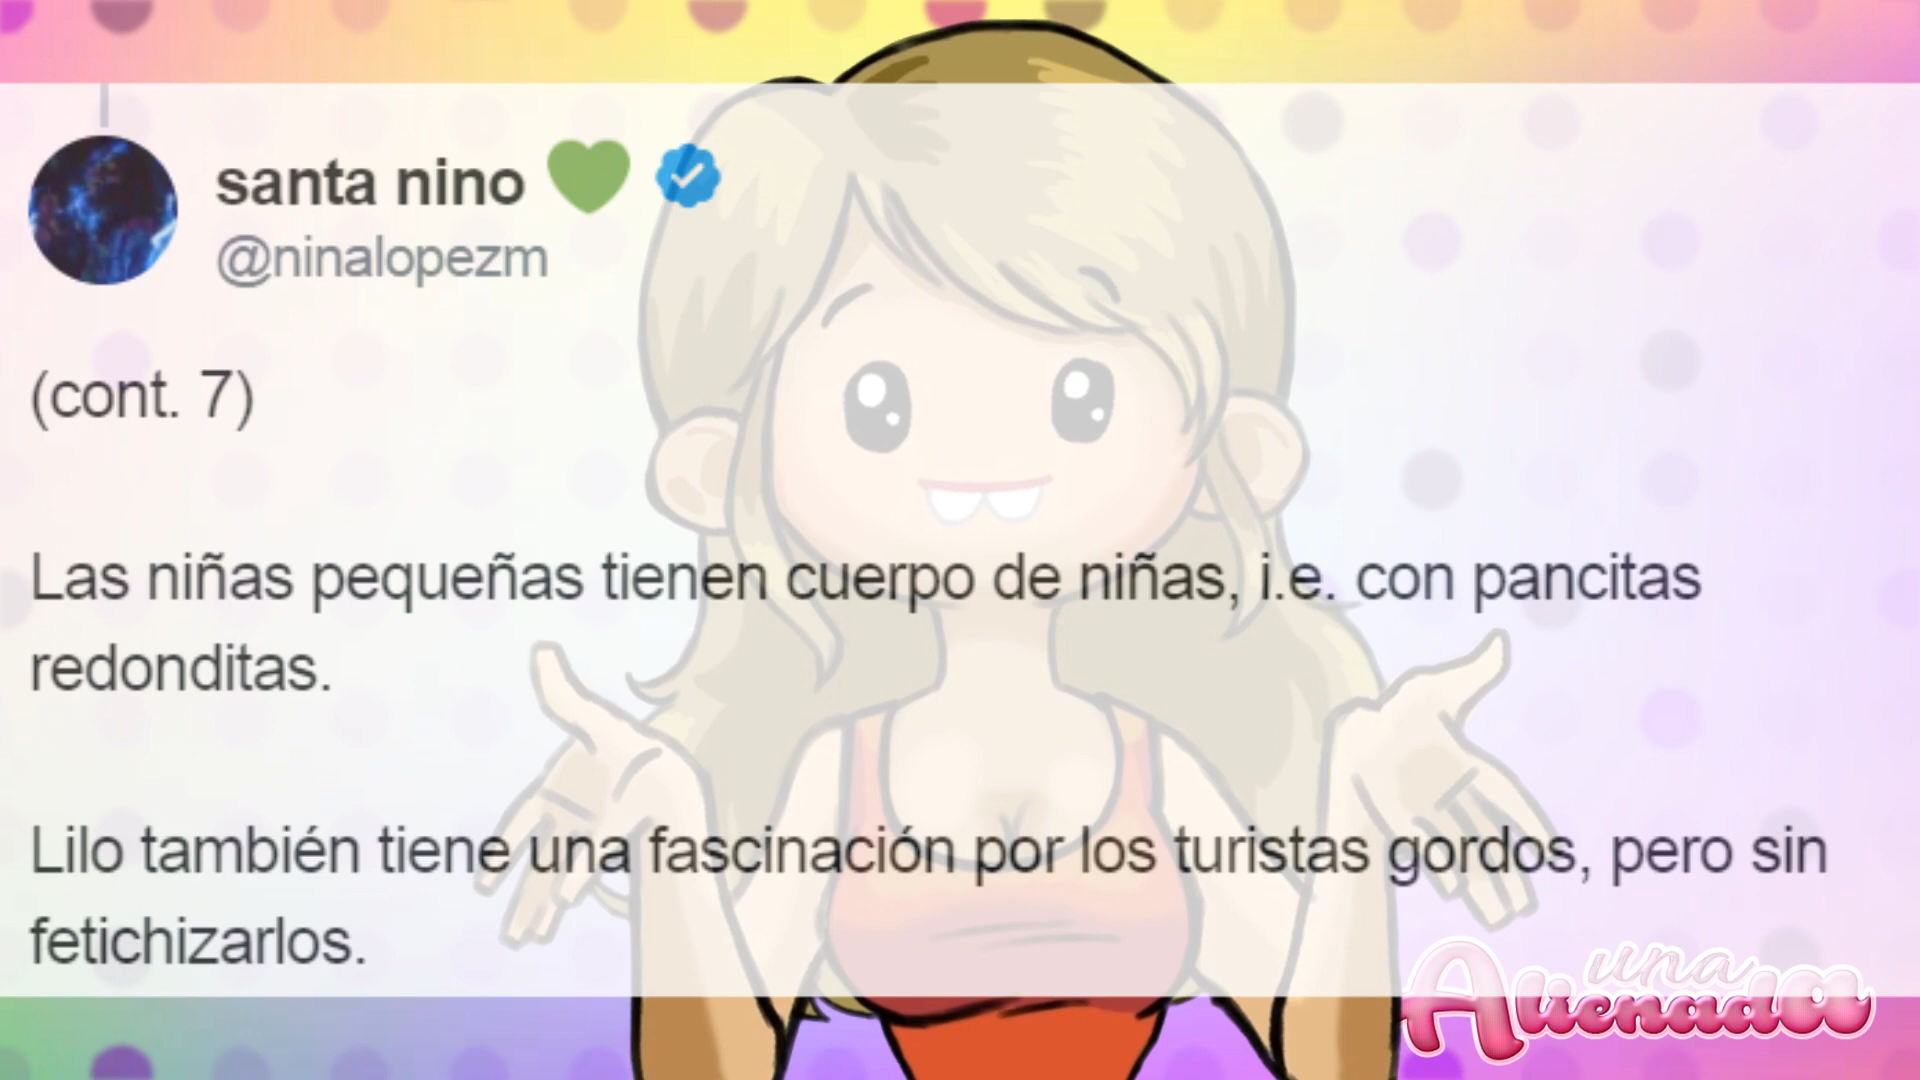 santa nino 💚
@ninalopezm
(cont. 7)
Las niñas pequeñas tienen cuerpo de niñas, i.e. con pancitas
redonditas.
Lilo también tiene una fascinación por los turistas gordos, pero sin
fetichizarlos.
una
Alienada